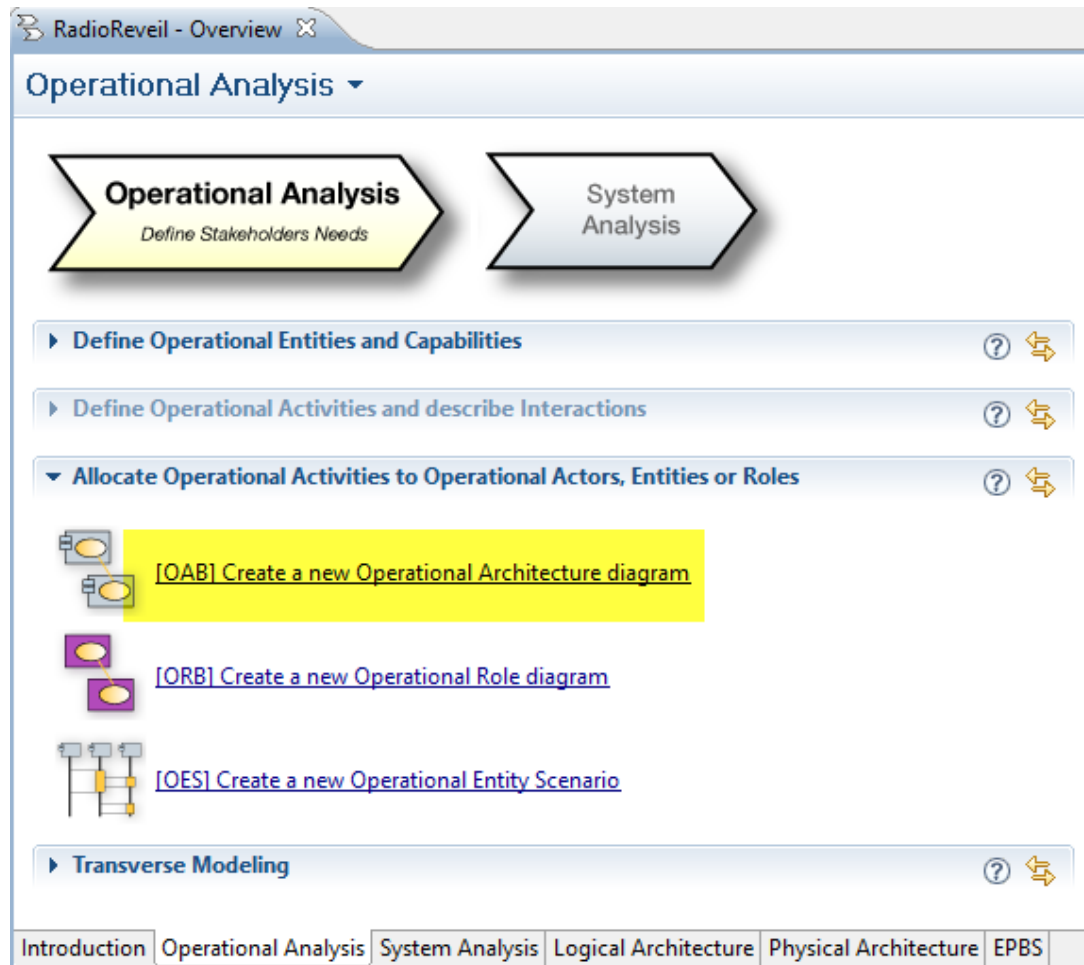 RadioReveil - Overview
Operational Analysis
Operational Analysis
Define Stakeholders Needs
System
Analysis
Define Operational Entities and Capabilities
Define Operational Activities and describe Interactions
Allocate Operational Activities to Operational Actors, Entities or Roles
[OAB] Create a new Operational Architecture diagram
[ORB] Create a new Operational Role diagram
[OES] Create a new Operational Entity Scenario
Transverse Modeling
Introduction Operational Analysis System Analysis Logical Architecture Physical Architecture EPBS